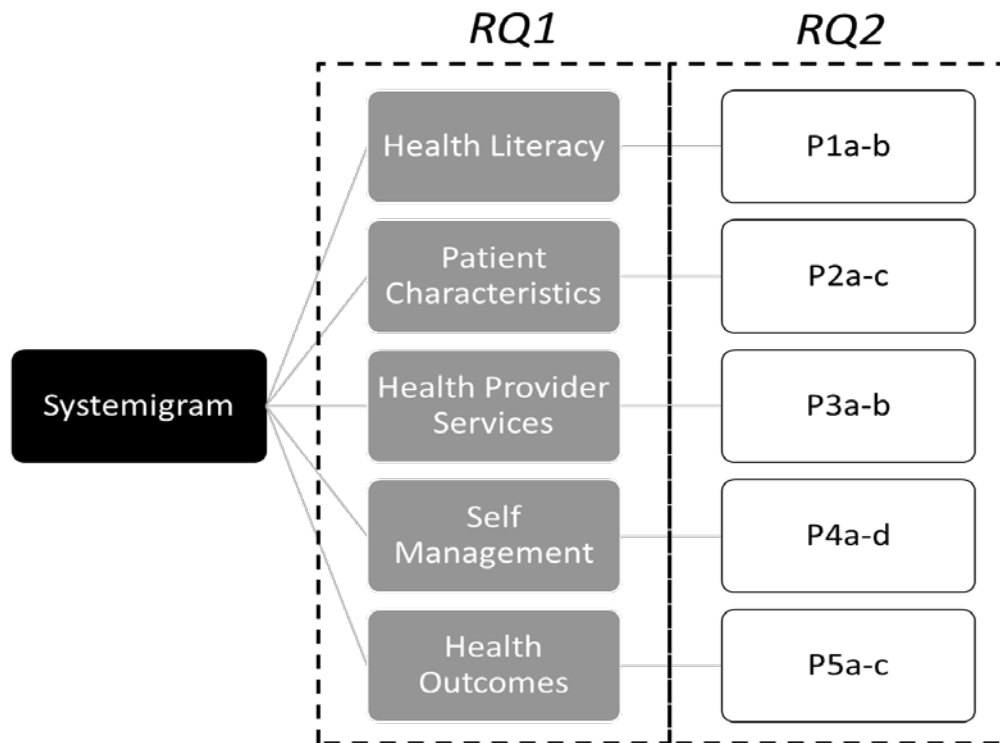 RQ1
RQ2
Systemigram
Health Literacy
P1a-b
Patient
Characteristics
P2a-c
Health Provider
Services
P3a-b
Self
Management
P4a-d
Health
Outcomes
P5a-c